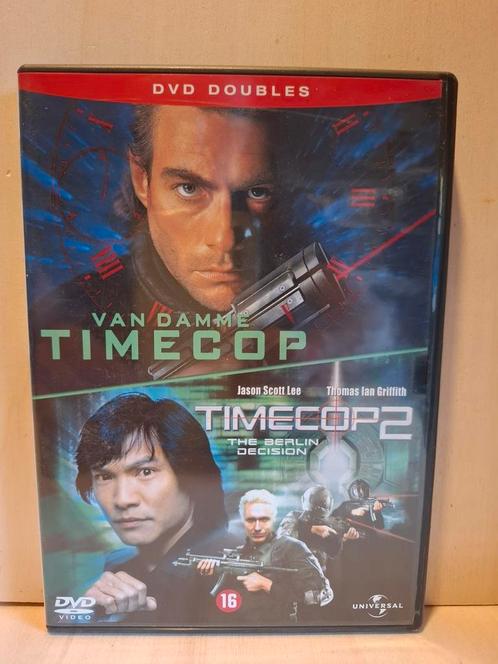 DVD DOUBLES
VAN DAMME
TIMECOP
Jason Scott Lee Thomas Ian Griffith
TIMECOP2
THE BERLIN
DECISION
DVD
VIDEO
16
UNIVERSAL